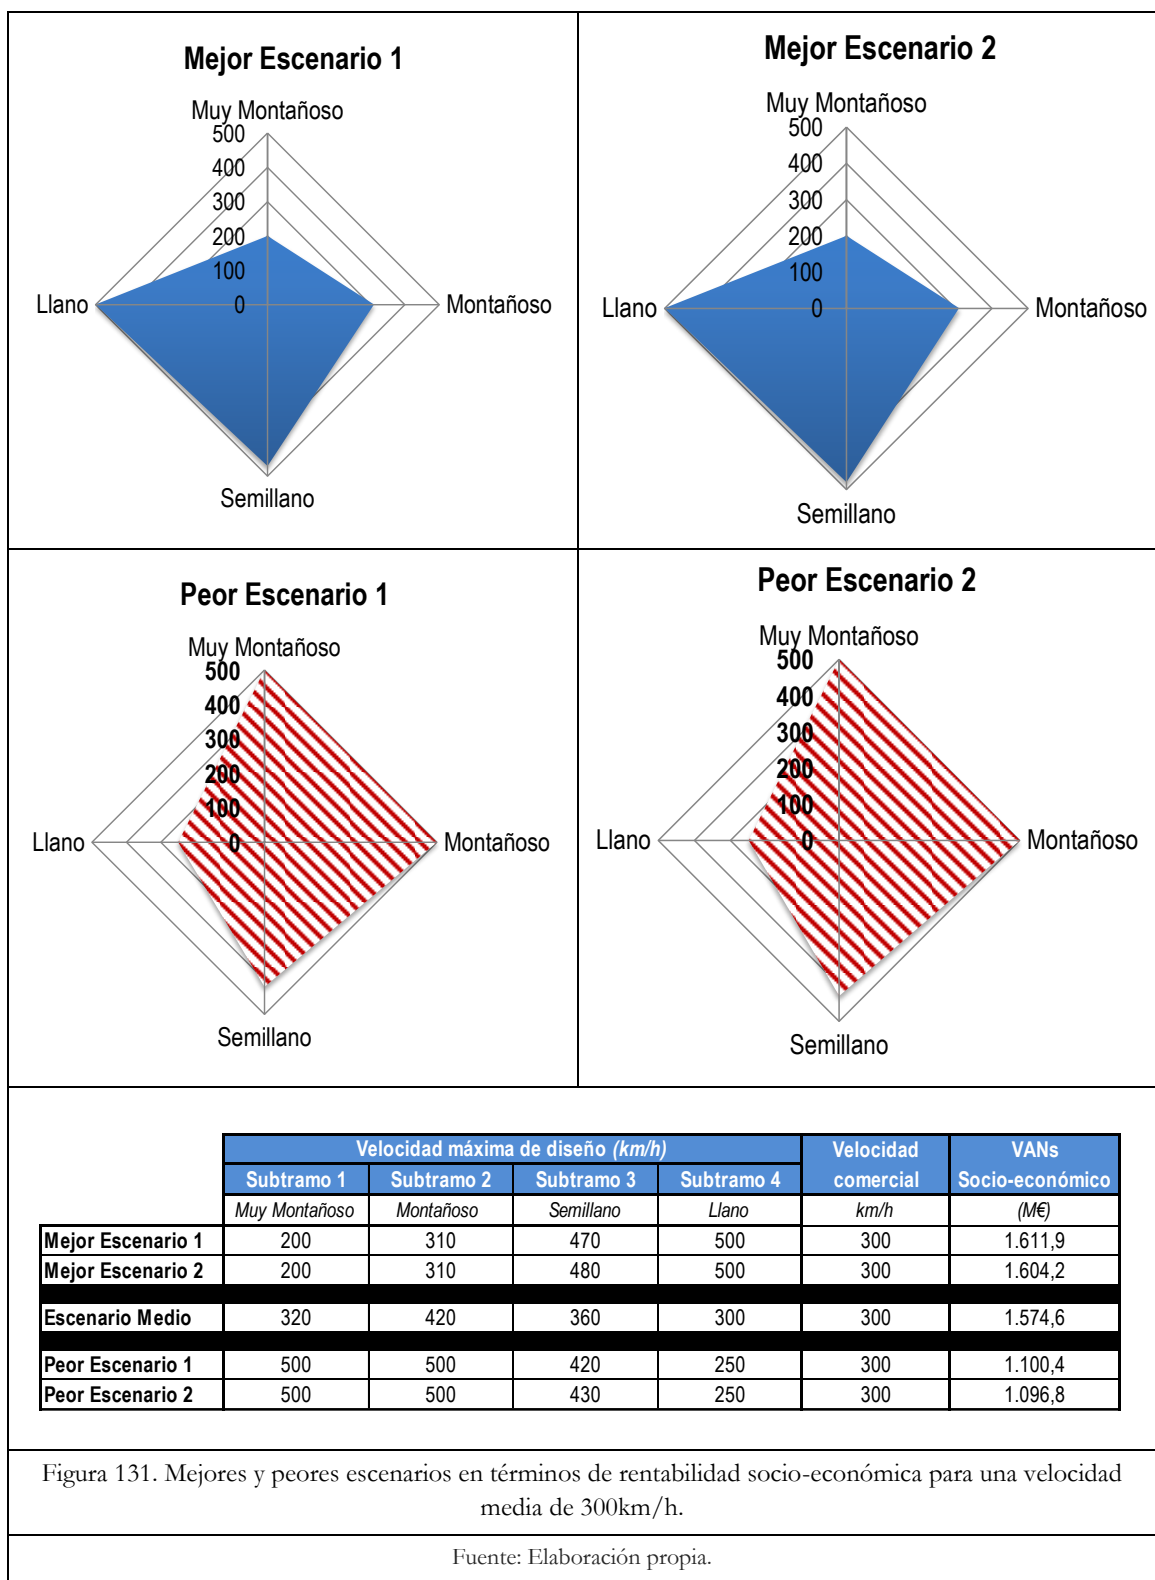 Mejor Escenario 1
Muy Montañoso
500
400
300
200
100
0
Llano
Montañoso
Semillano
Mejor Escenario 2
Muy Montañoso
500
400
300
200
100
0
Llano
Montañoso
Semillano
Peor Escenario 1
Muy Montañoso
500
400
300
200
100
0
Llano
Montañoso
Semillano
Peor Escenario 2
Muy Montañoso
500
400
300
200
100
0
Llano
Montañoso
Semillano
Velocidad máxima de diseño (km/h) Velocidad VANs
Subtramo 1 Subtramo 2 Subtramo 3 Subtramo 4 comercial Socio-económico
Muy Montañoso Montañoso Semillano Llano km/h (M€)
Mejor Escenario 1 200 310 470 500 300 1.611,9
Mejor Escenario 2 200 310 480 500 300 1.604,2
Escenario Medio 320 420 360 300 300 1.574,6
Peor Escenario 1 500 500 420 250 300 1.100,4
Peor Escenario 2 500 500 430 250 300 1.096,8
Figura 131. Mejores y peores escenarios en términos de rentabilidad socio-económica para una velocidad
media de 300km/h.
Fuente: Elaboración propia.